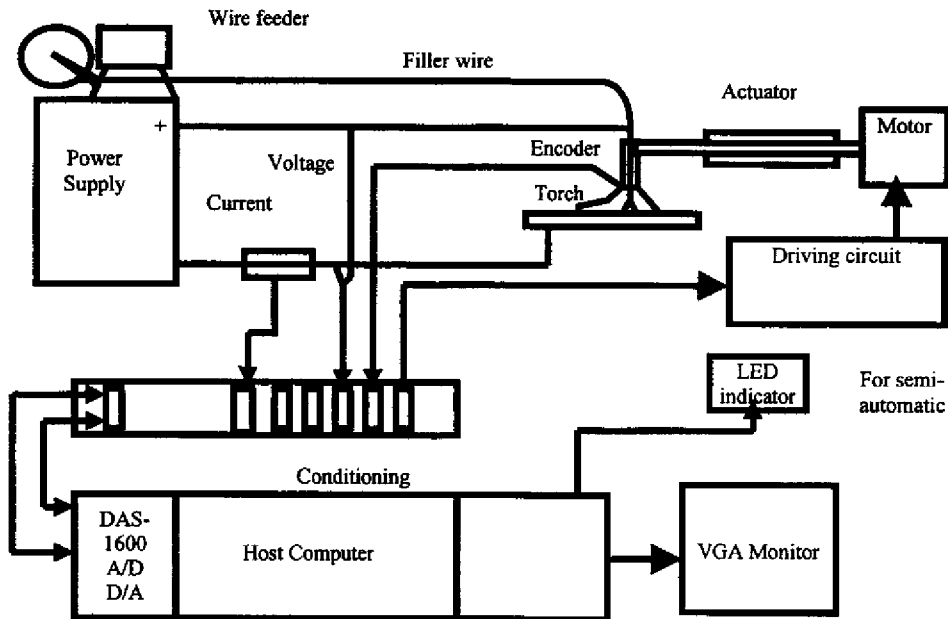 Wire feeder
Filler wire
Actuator
Motor
+
Power
Supply
Voltage
Encoder
Current
Torch
Driving circuit
LED
indicator
For semi-
automatic
Conditioning
DAS-
1600
A/D
D/A
Host Computer
VGA Monitor